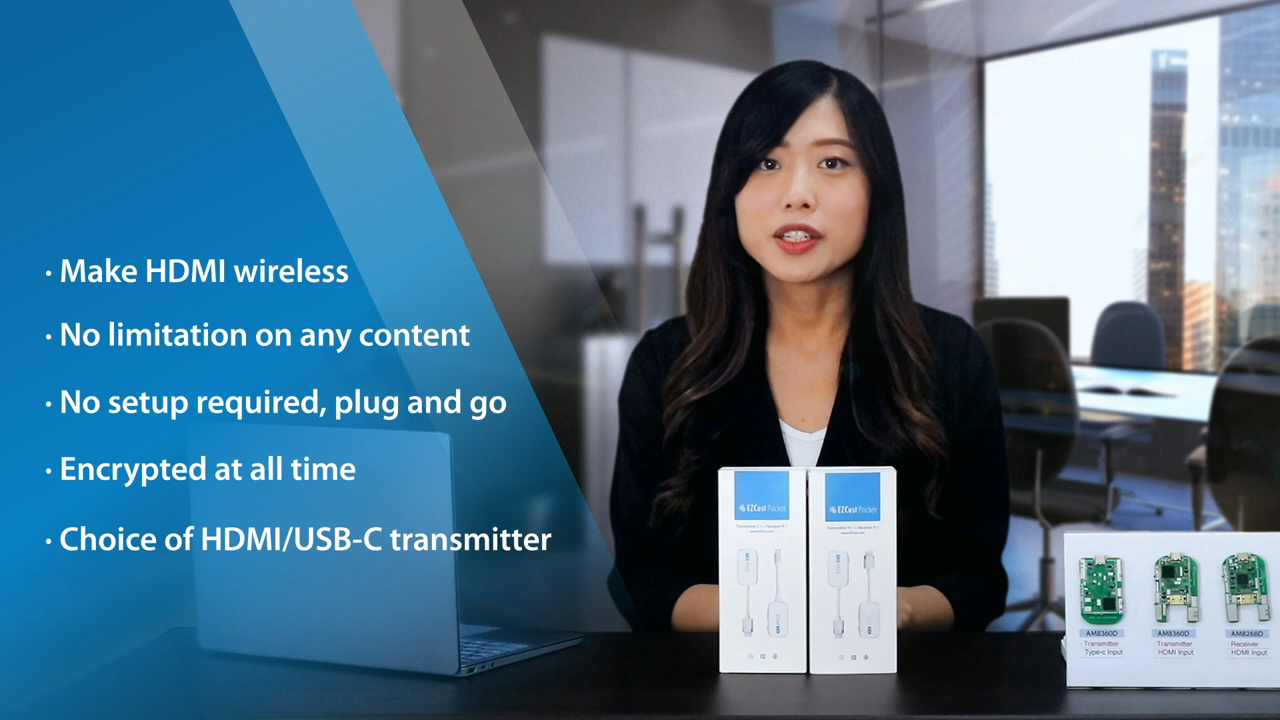 · Make HDMI wireless
· No limitation on any content
· No setup required, plug and go
· Encrypted at all time
· Choice of HDMI/USB-C transmitter
EZCast Pocket
EZCast Pocket
AM8360D
Transmitter
Type-c Input
AM8360D
Transmitter
HDMI Input
AM8268D
Receiver
HDMI Input